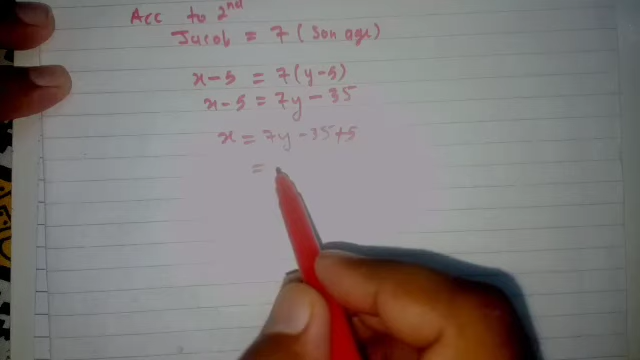 Acc to 2nd
Jacob = 7 (Son age)
x-5 = 7(y-5)
x-5 = 7y - 35
x = 7y - 35 + 5
=